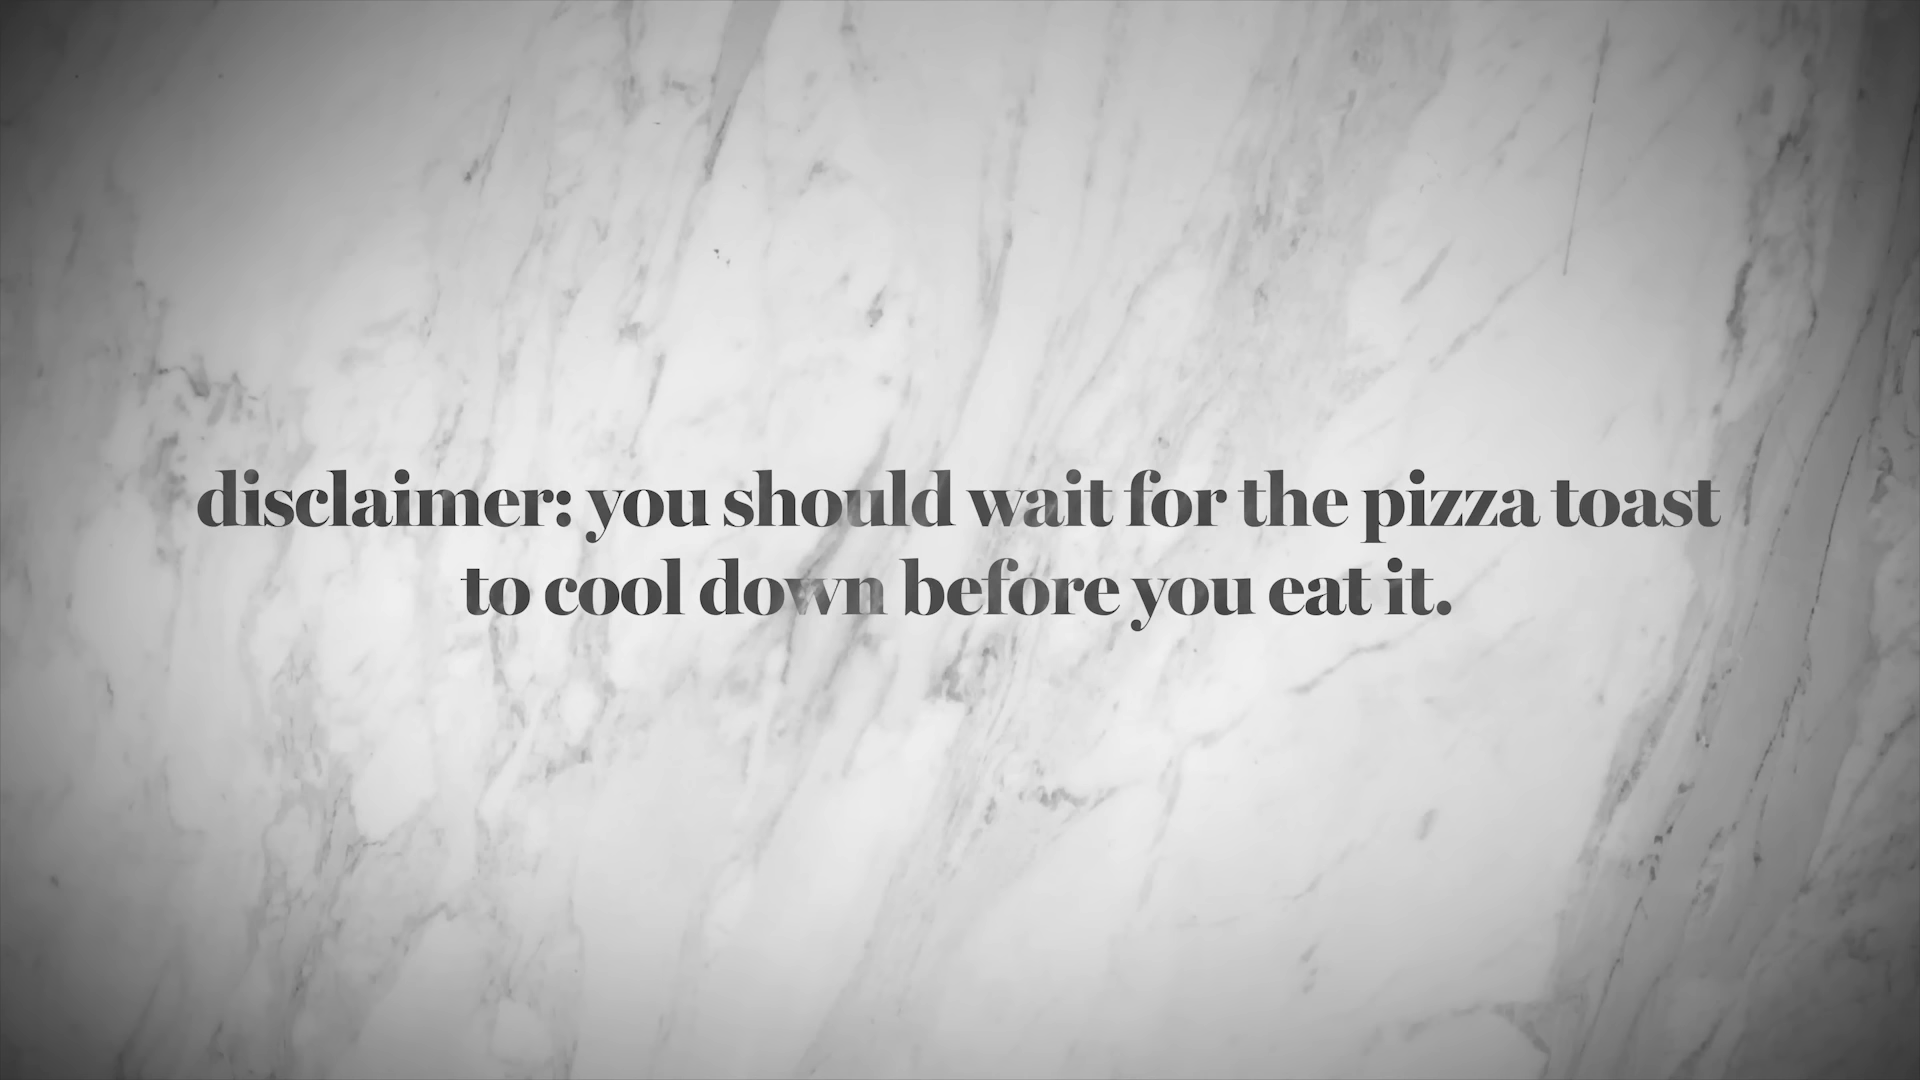 disclaimer: you should wait for the pizza toast
to cool down before you eat it.